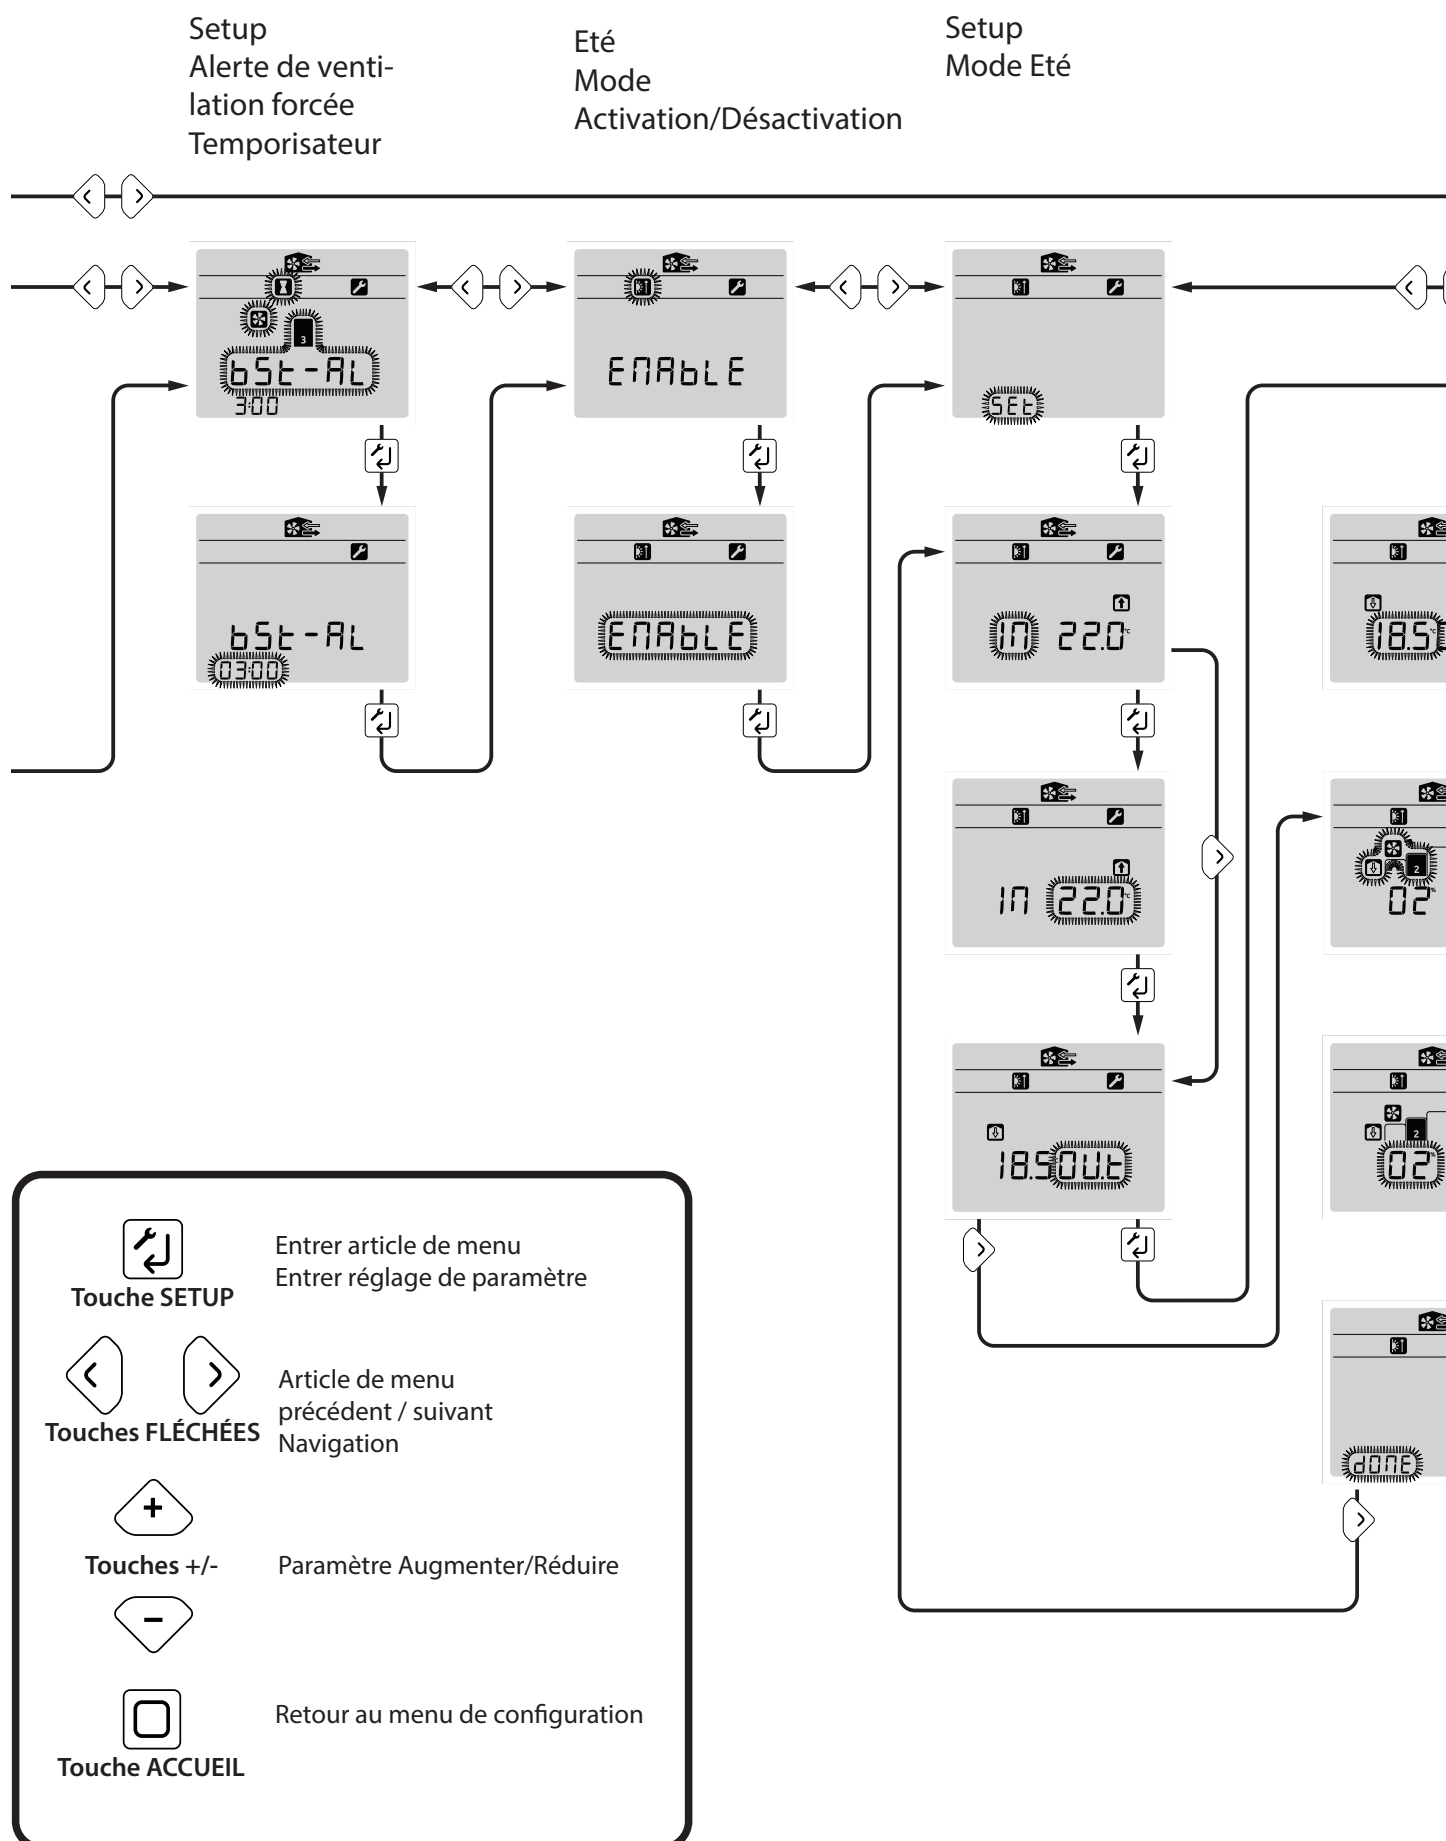 Setup
Alerte de venti-
lation forcée
Temporisateur
Eté
Mode
Activation/Désactivation
Setup
Mode Eté
3
bSt-AL
3:00
ENAbLE
SEt
bSt-AL
03:00
ENAbLE
IN 22.0°C
18.5°C
IN 22.0°C
2
02%
18.5 OUt
2
02%
dONE
Touche SETUP
Entrer article de menu
Entrer réglage de paramètre
Touches FLÉCHÉES
Article de menu
précédent / suivant
Navigation
+
Touches +/-
Paramètre Augmenter/Réduire
-
Touche ACCUEIL
Retour au menu de configuration